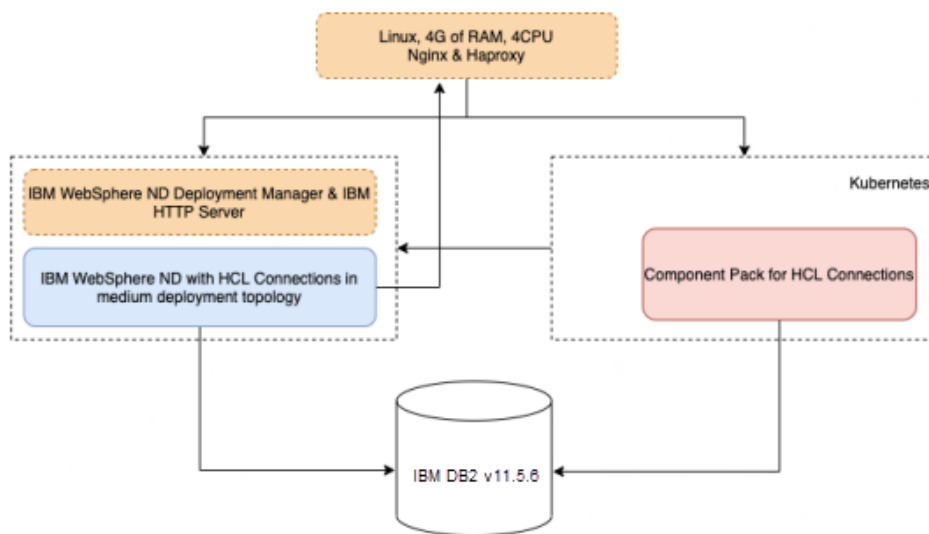 Linux, 4G of RAM, 4CPU
Nginx & Haproxy
IBM WebSphere ND Deployment Manager & IBM
HTTP Server
Kubernetes
IBM WebSphere ND with HCL Connections in
medium deployment topology
Component Pack for HCL Connections
IBM DB2 v11.5.6